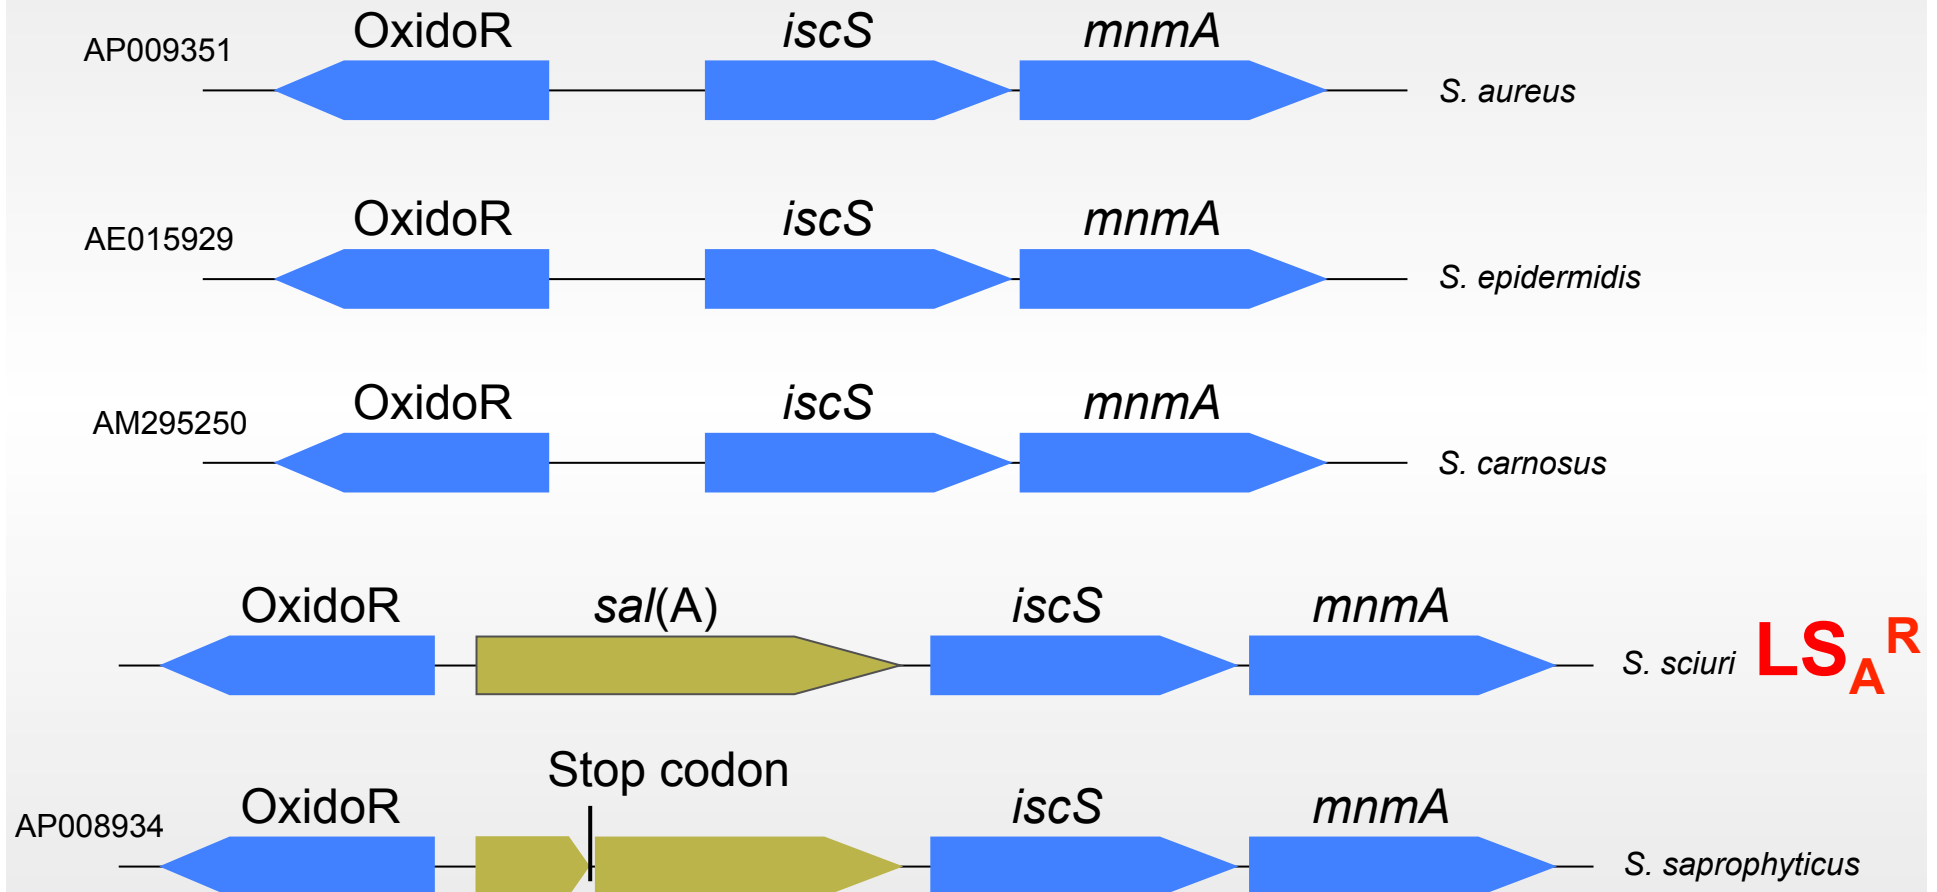 OxidoR iscS mnmA
AP009351
S. aureus
OxidoR iscS mnmA
AE015929
S. epidermidis
OxidoR iscS mnmA
AM295250
S. carnosus
OxidoR sal(A) iscS mnmA
S. sciuri LSA R
Stop codon
OxidoR iscS mnmA
AP008934
S. saprophyticus